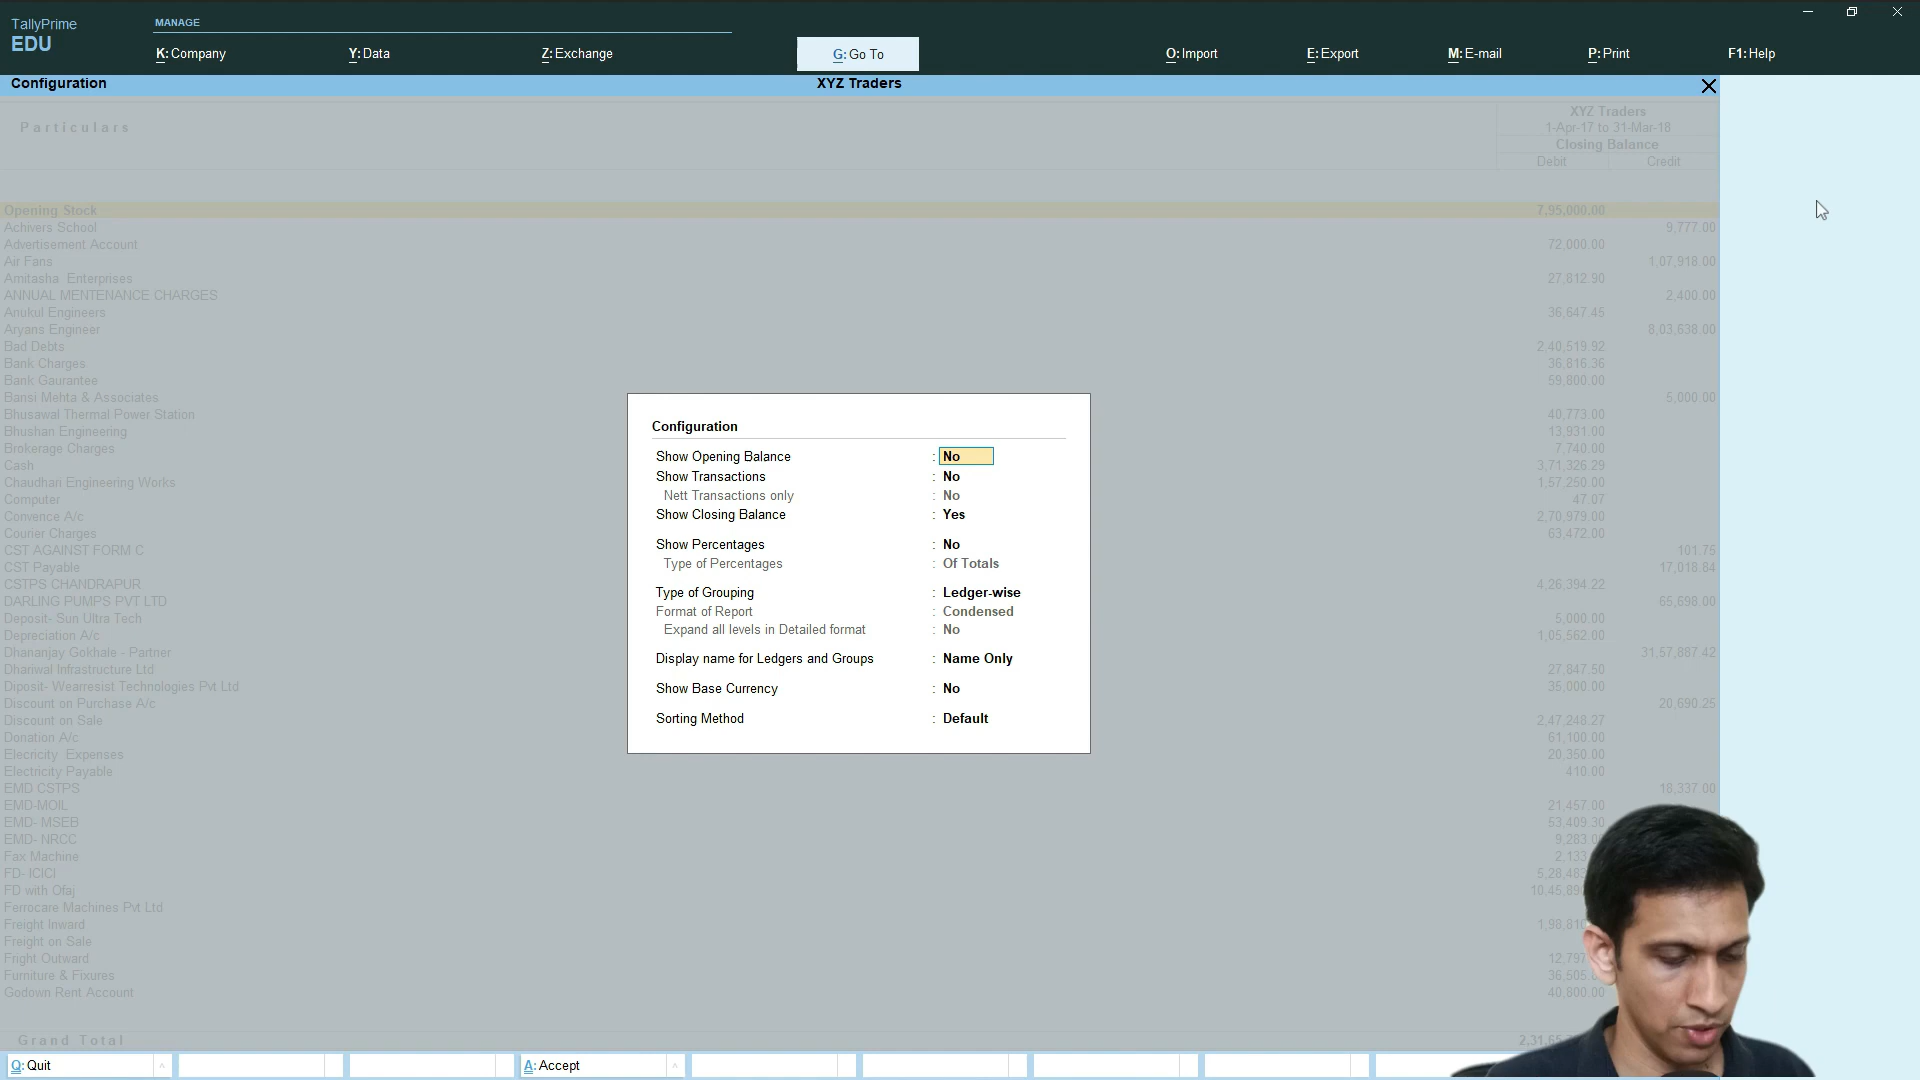 TallyPrime
EDU
MANAGE
K: Company Y: Data Z: Exchange G: Go To O: Import E: Export M: E-mail P: Print F1: Help
Configuration XYZ Traders
Particulars
XYZ Traders
1-Apr-17 to 31-Mar-18
Closing Balance
Debit Credit
Opening Stock 7,95,000.00
Achivers School 9,777.00
Advertisement Account 72,000.00
Air Fans 1,07,918.00
Amitasha Enterprises 27,812.90
ANNUAL MENTENANCE CHARGES 2,400.00
Anukul Engineers 36,647.45
Aryans Engineer 8,03,638.00
Bad Debts 2,40,519.92
Bank Charges 36,816.36
Bank Gaurantee 59,800.00
Bansi Mehta & Associates 5,000.00
Bhusawal Thermal Power Station 40,773.00
Bhushan Engineering 13,931.00
Brokerage Charges 7,740.00
Cash 3,71,326.29
Chaudhari Engineering Works 1,57,250.00
Computer 47.07
Convence A/c 2,70,979.00
Courier Charges 63,472.00
CST AGAINST FORM C 101.75
CST Payable 17,018.84
CSTPS CHANDRAPUR 4,26,394.22
DARLING PUMPS PVT LTD 65,698.00
Deposit- Sun Ultra Tech 5,000.00
Depreciation A/c 1,05,562.00
Dhananjay Gokhale - Partner 31,57,887.42
Dhariwal Infrastructure Ltd 27,847.50
Diposit- Wearresist Technologies Pvt Ltd 35,000.00
Discount on Purchase A/c 20,690.25
Discount on Sale 2,47,248.27
Donation A/c 61,100.00
Elecricity Expenses 20,350.00
Electricity Payable 410.00
EMD CSTPS 18,337.00
EMD-MOIL 21,457.00
EMD- MSEB 53,409.30
EMD- NRCC
Fax Machine
FD- ICICI
FD with Ofaj
Ferrocare Machines Pvt Ltd
Freight Inward
Freight on Sale
Fright Outward
Furniture & Fixures
Godown Rent Account 40,800.00
Grand Total
Configuration
Show Opening Balance : No
Show Transactions : No
Nett Transactions only : No
Show Closing Balance : Yes
Show Percentages : No
Type of Percentages : Of Totals
Type of Grouping : Ledger-wise
Format of Report : Condensed
Expand all levels in Detailed format : No
Display name for Ledgers and Groups : Name Only
Show Base Currency : No
Sorting Method : Default
Q: Quit A: Accept